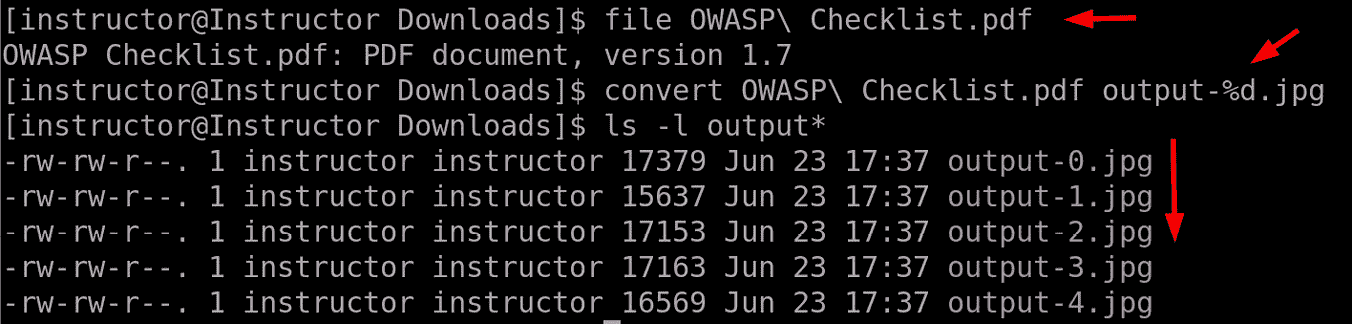 [instructor@Instructor Downloads]$ file OWASP\ Checklist.pdf
OWASP Checklist.pdf: PDF document, version 1.7
[instructor@Instructor Downloads]$ convert OWASP\ Checklist.pdf output-%d.jpg
[instructor@Instructor Downloads]$ ls -l output*
-rw-rw-r--. 1 instructor instructor 17379 Jun 23 17:37 output-0.jpg
-rw-rw-r--. 1 instructor instructor 15637 Jun 23 17:37 output-1.jpg
-rw-rw-r--. 1 instructor instructor 17153 Jun 23 17:37 output-2.jpg
-rw-rw-r--. 1 instructor instructor 17163 Jun 23 17:37 output-3.jpg
-rw-rw-r--. 1 instructor instructor 16569 Jun 23 17:37 output-4.jpg